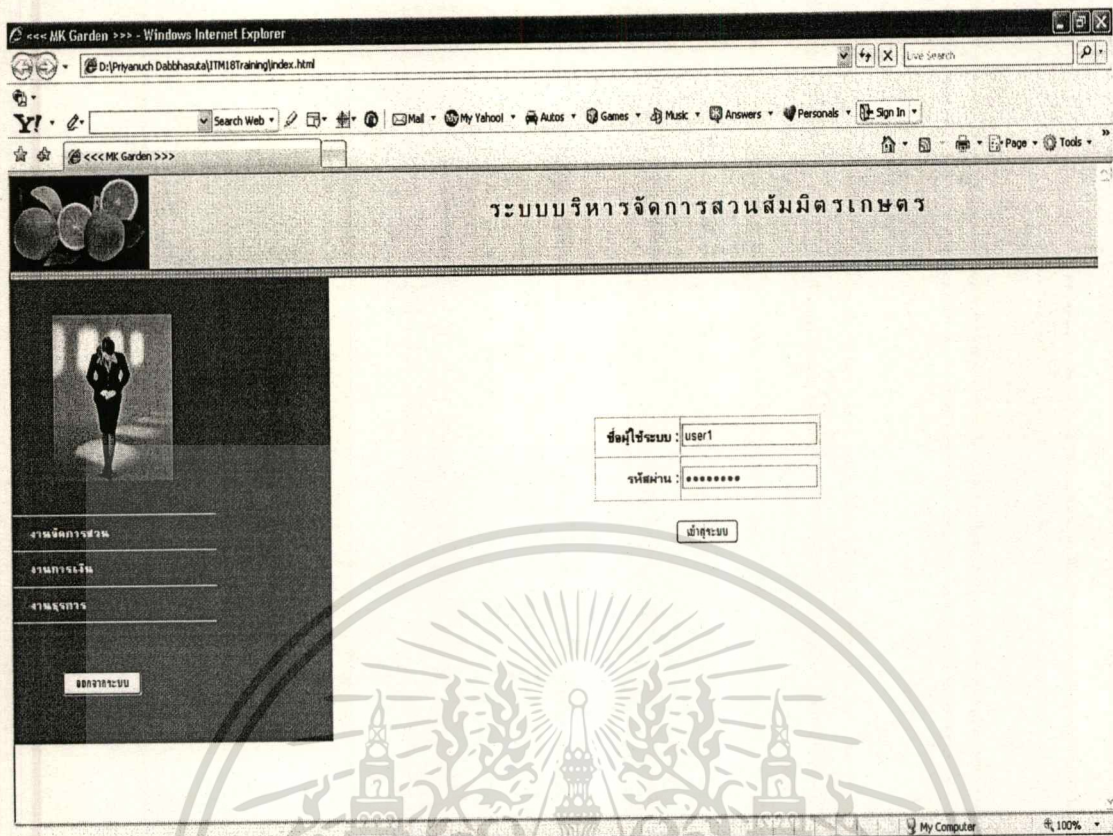 <<< MK Garden >>> - Windows Internet Explorer
D:\Priyanuch Dabbhasuta\ITM18Training\index.html
Live Search
Y! Search Web Mail My Yahoo! Autos Games Music Answers Personals Sign In
<<< MK Garden >>> Page Tools
ระบบบริหารจัดการสวนส้มมิตรเกษตร
ชื่อผู้ใช้ระบบ : user1
รหัสผ่าน : ••••••••
เข้าสู่ระบบ
งานจัดการสวน
งานการเงิน
งานธุรการ
ออกจากระบบ
My Computer 100%